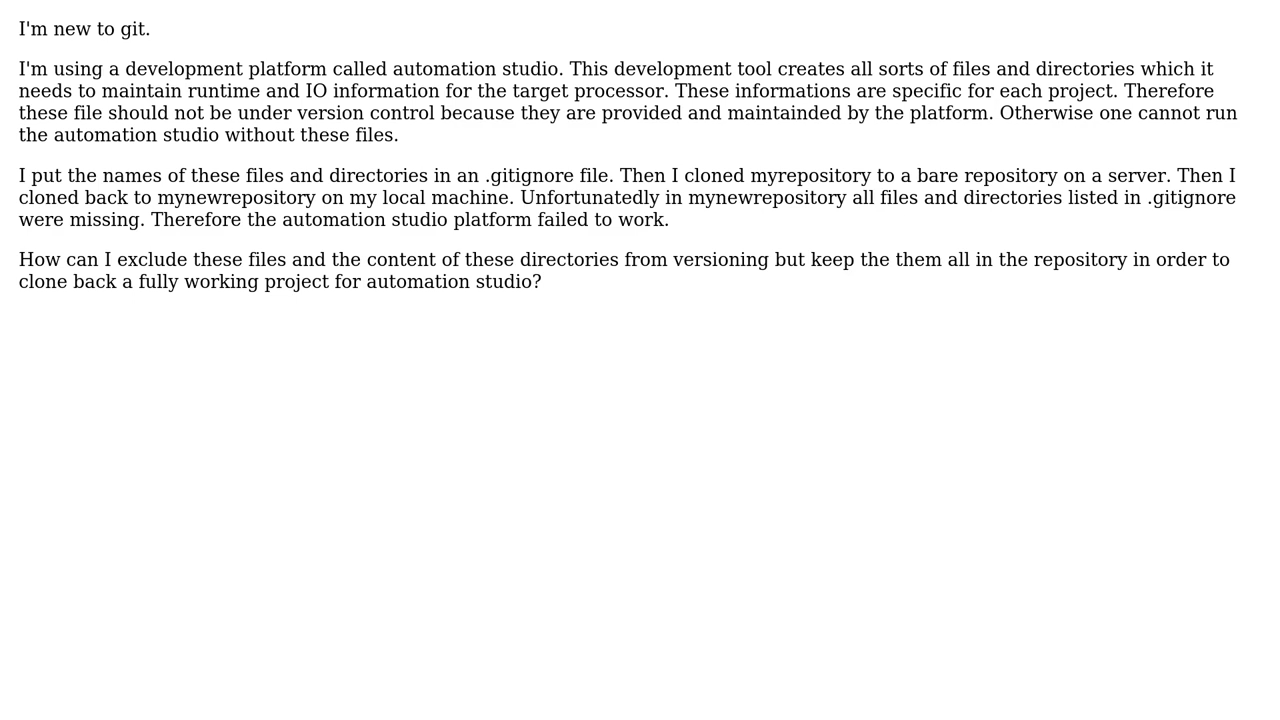 I'm new to git.
I'm using a development platform called automation studio. This development tool creates all sorts of files and directories which it
needs to maintain runtime and IO information for the target processor. These informations are specific for each project. Therefore
these file should not be under version control because they are provided and maintainded by the platform. Otherwise one cannot run
the automation studio without these files.
I put the names of these files and directories in an .gitignore file. Then I cloned myrepository to a bare repository on a server. Then I
cloned back to mynewrepository on my local machine. Unfortunatedly in mynewrepository all files and directories listed in .gitignore
were missing. Therefore the automation studio platform failed to work.
How can I exclude these files and the content of these directories from versioning but keep the them all in the repository in order to
clone back a fully working project for automation studio?